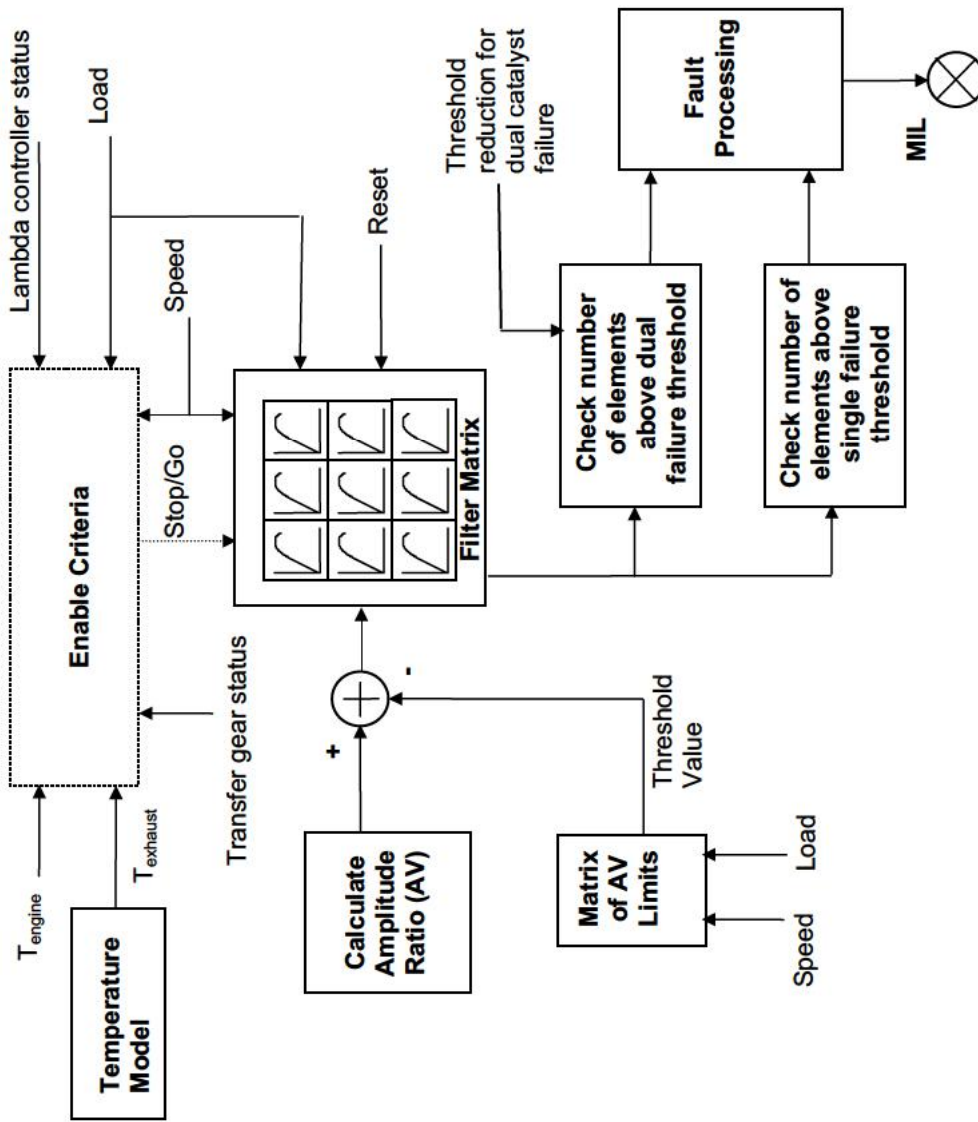 Lambda controller status
Load
T engine
Enable Criteria
Temperature
Model
T exhaust
Transfer gear status
Stop/Go
Speed
Reset
Filter Matrix
Calculate
Amplitude
Ratio (AV)
+
-
Threshold
Value
Matrix
of AV
Limits
Speed
Load
Threshold
reduction for
dual catalyst
failure
Check number
of elements
above dual
failure threshold
Check number of
elements above
single failure
threshold
Fault
Processing
MIL